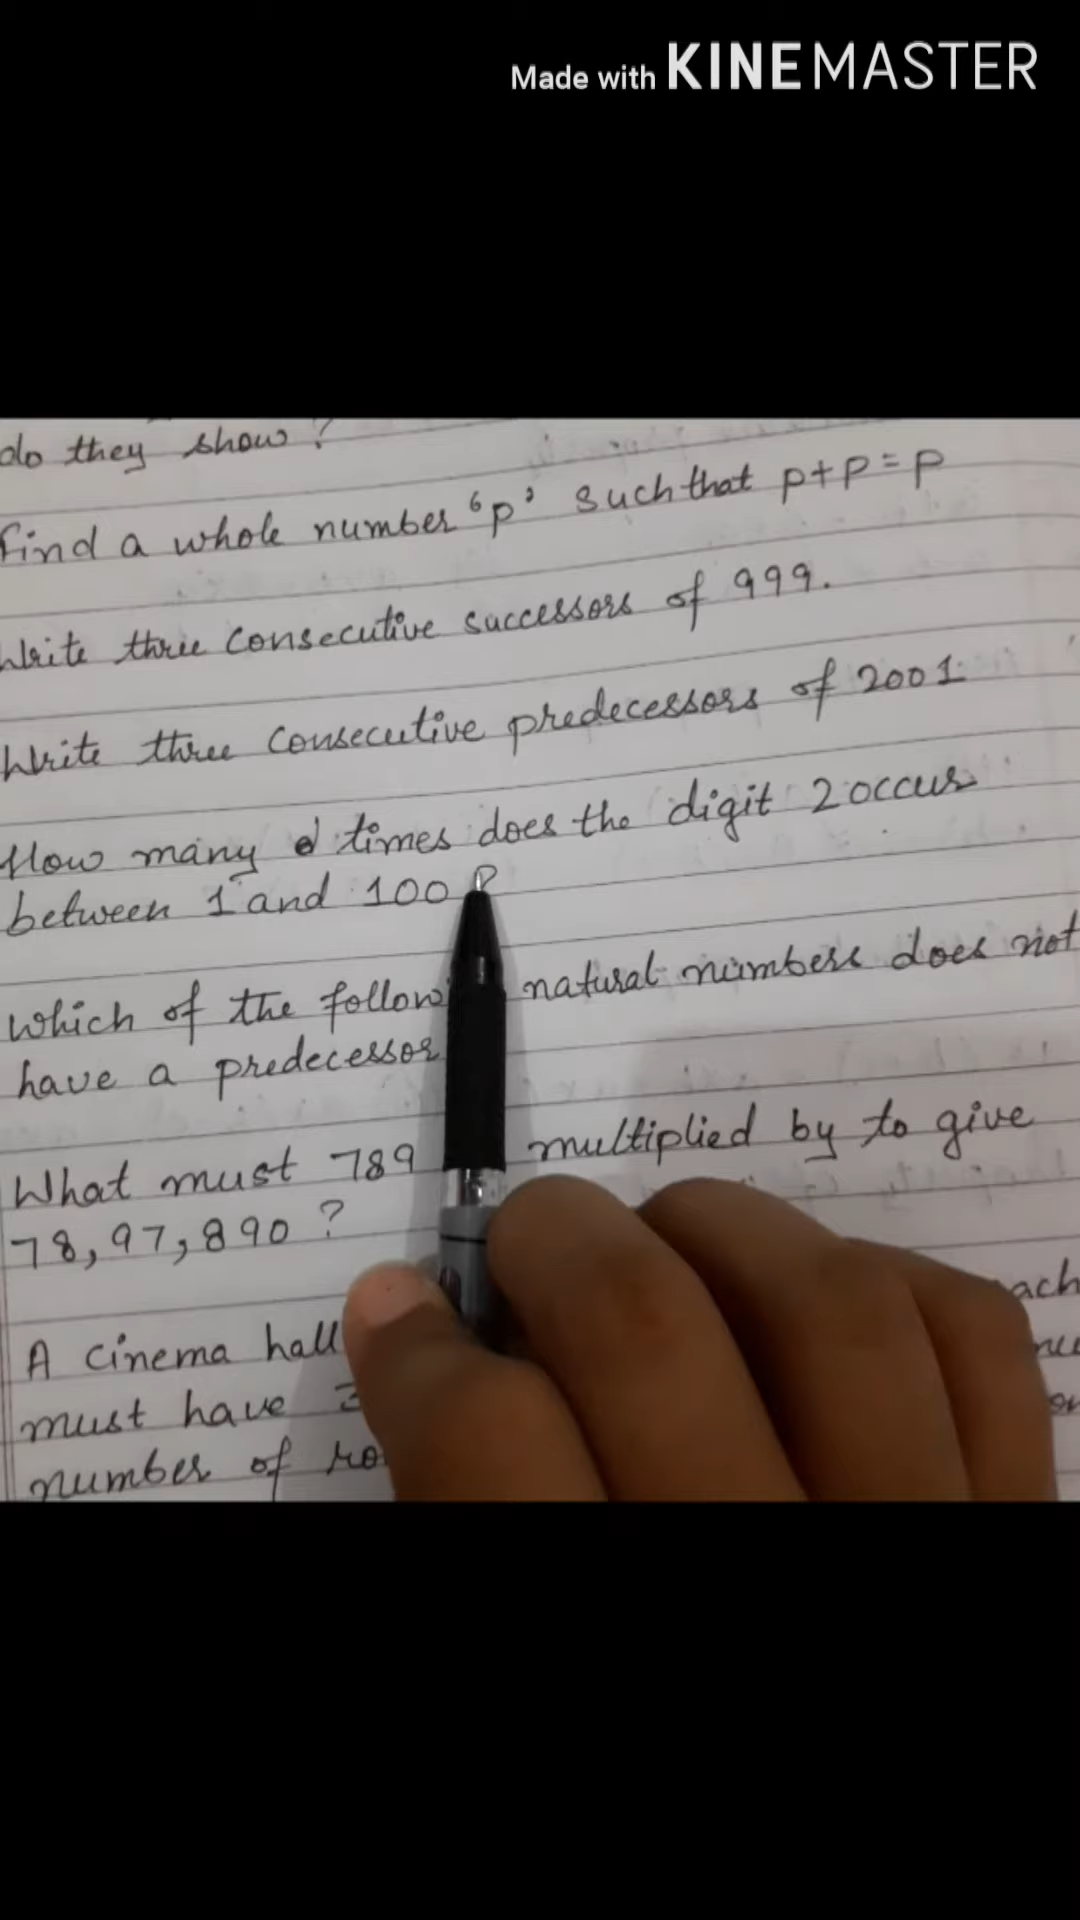 Made with KINEMASTER
do they show?
Find a whole number 'p' such that p+p=p
Write three consecutive successors of 999.
Write three consecutive predecessors of 2001.
How many times does the digit 2 occur
between 1 and 100 ?
Which of the follow natural numbers does not
have a predecessor
What must 789 multiplied by to give
78,97,890 ?
A cinema hall
must have
number of